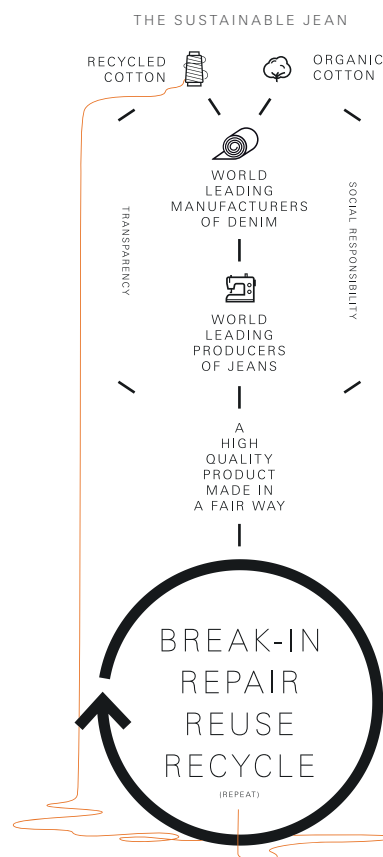 THE SUSTAINABLE JEAN
RECYCLED
COTTON
ORGANIC
COTTON
WORLD
LEADING
MANUFACTURERS
OF DENIM
TRANSPARENCY
SOCIAL RESPONSIBILITY
WORLD
LEADING
PRODUCERS
OF JEANS
A
HIGH
QUALITY
PRODUCT
MADE IN
A FAIR WAY
BREAK-IN
REPAIR
REUSE
RECYCLE
(REPEAT)